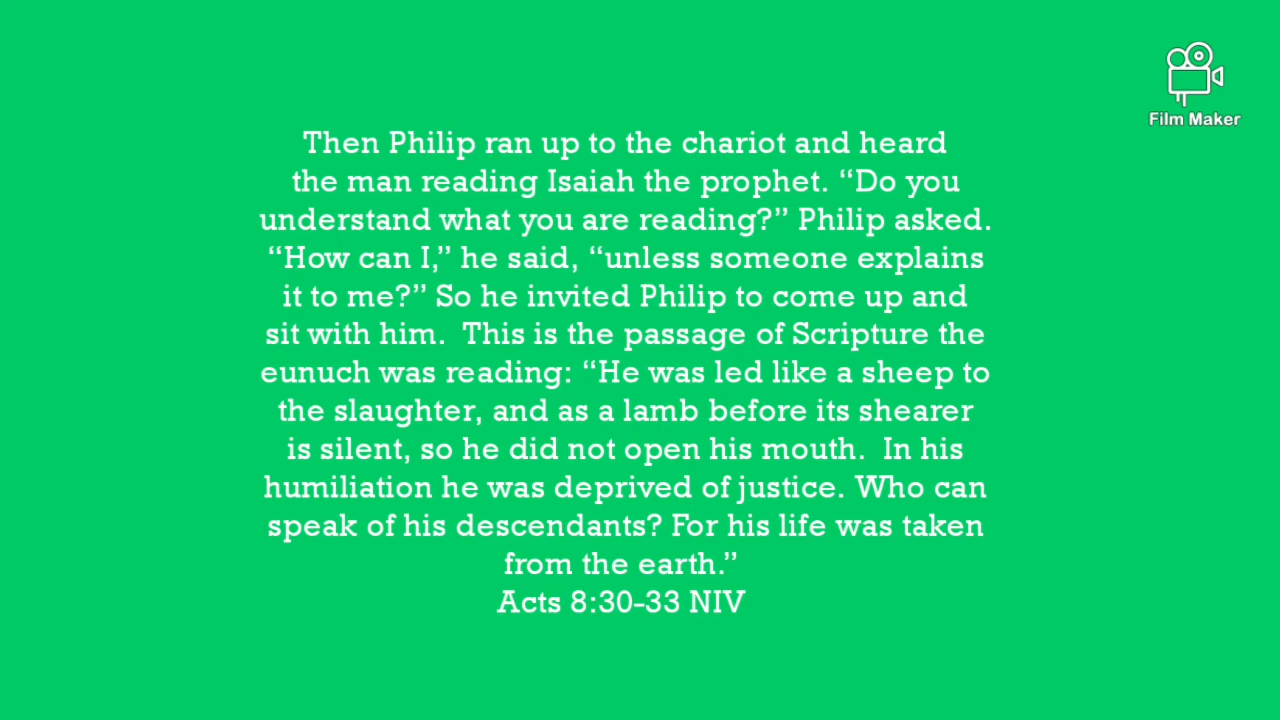 Film Maker
Then Philip ran up to the chariot and heard
the man reading Isaiah the prophet. “Do you
understand what you are reading?” Philip asked.
“How can I,” he said, “unless someone explains
it to me?” So he invited Philip to come up and
sit with him.  This is the passage of Scripture the
eunuch was reading: “He was led like a sheep to
the slaughter, and as a lamb before its shearer
is silent, so he did not open his mouth.  In his
humiliation he was deprived of justice. Who can
speak of his descendants? For his life was taken
from the earth.”
Acts 8:30-33 NIV